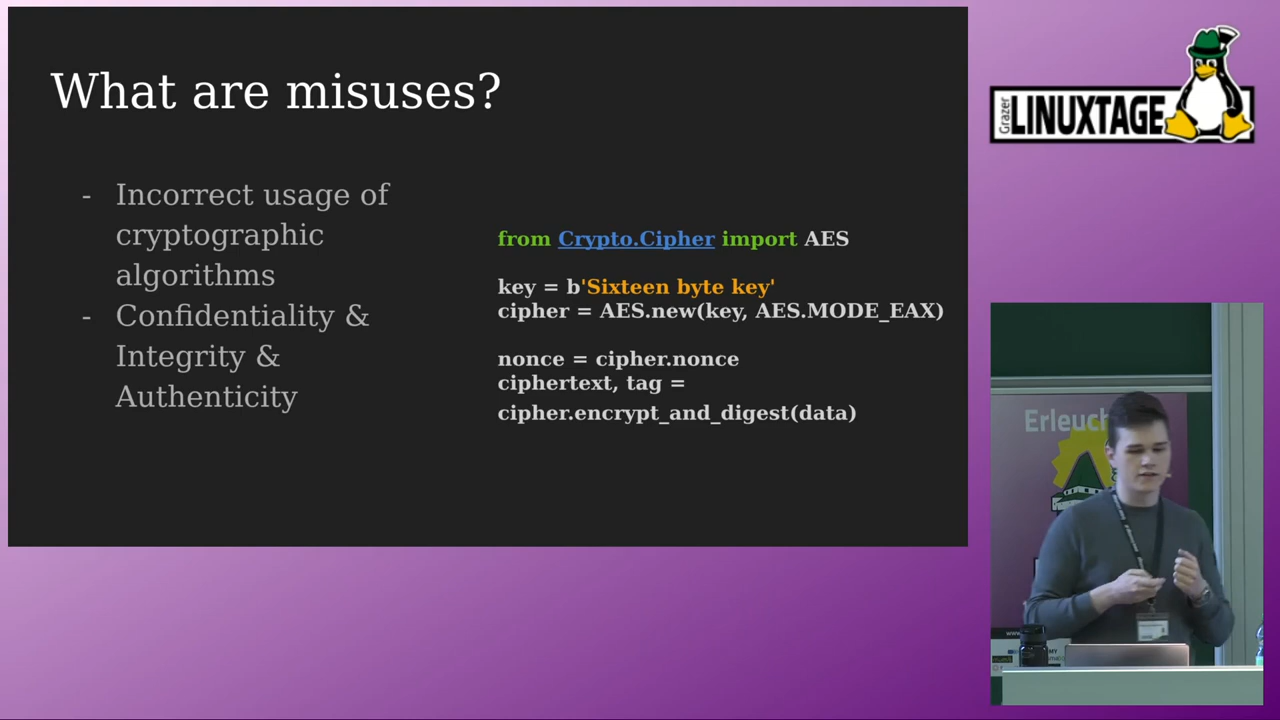 What are misuses?
- Incorrect usage of
cryptographic
algorithms
- Confidentiality &
Integrity &
Authenticity
from Crypto.Cipher import AES
key = b'Sixteen byte key'
cipher = AES.new(key, AES.MODE_EAX)
nonce = cipher.nonce
ciphertext, tag =
cipher.encrypt_and_digest(data)
Grazer
LINUXTAGE
Erleuch